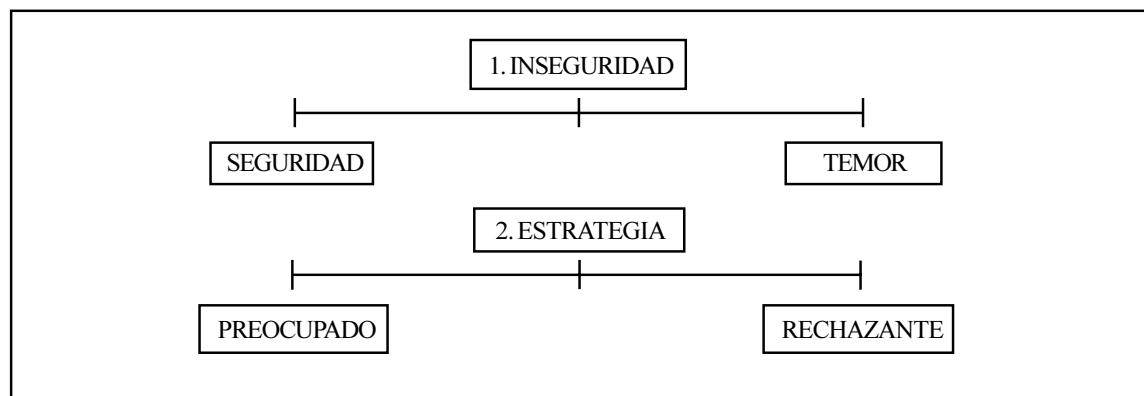 1. INSEGURIDAD
SEGURIDAD
TEMOR
2. ESTRATEGIA
PREOCUPADO
RECHAZANTE